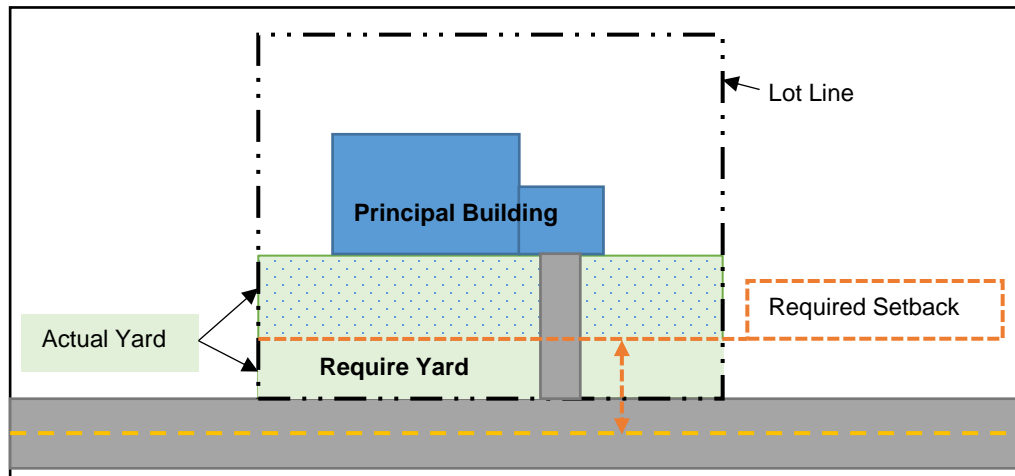 Lot Line
Principal Building
Required Setback
Actual Yard
Require Yard